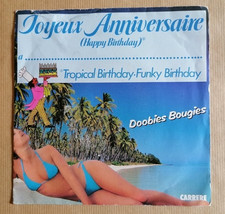 Joyeux Anniversaire
(Happy Birthday)
à
Tropical Birthday-Funky Birthday
Doobies Bougies
CARRERE